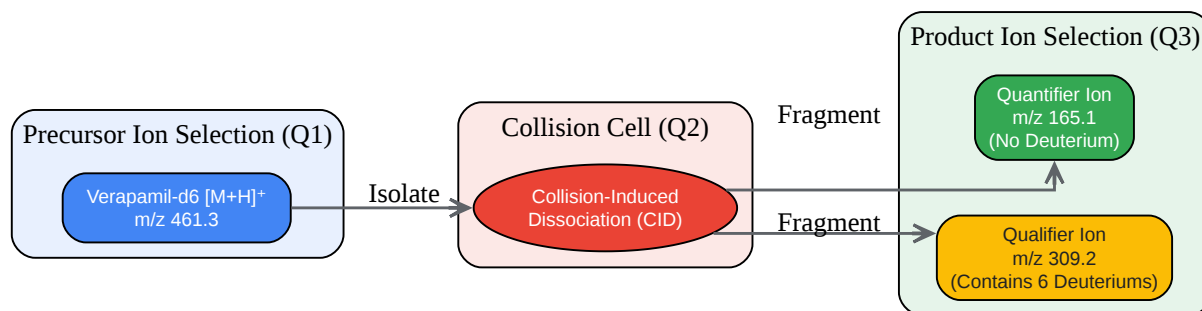 Precursor Ion Selection (Q1)
Verapamil-d6 [M+H]⁺
m/z 461.3
Isolate
Collision Cell (Q2)
Collision-Induced
Dissociation (CID)
Fragment
Fragment
Product Ion Selection (Q3)
Quantifier Ion
m/z 165.1
(No Deuterium)
Qualifier Ion
m/z 309.2
(Contains 6 Deuteriums)